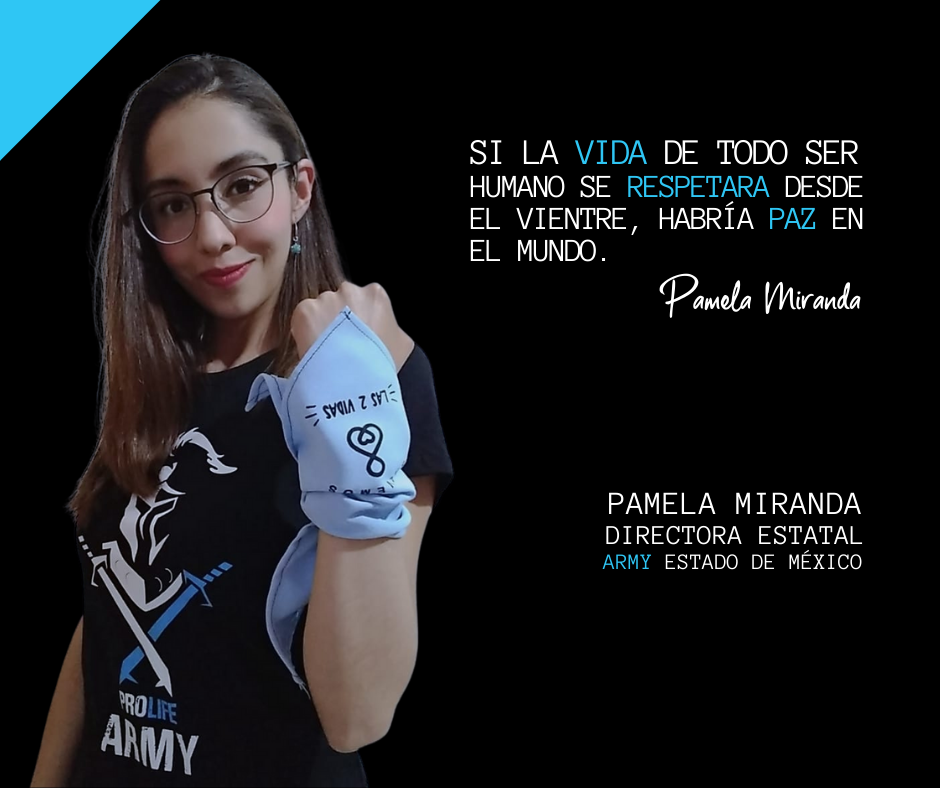 SI LA VIDA DE TODO SER
HUMANO SE RESPETARA DESDE
EL VIENTRE, HABRÍA PAZ EN
EL MUNDO.
Pamela Miranda
LAS 2 VIDAS
PROLIFE
ARMY
PAMELA MIRANDA
DIRECTORA ESTATAL
ARMY ESTADO DE MÉXICO